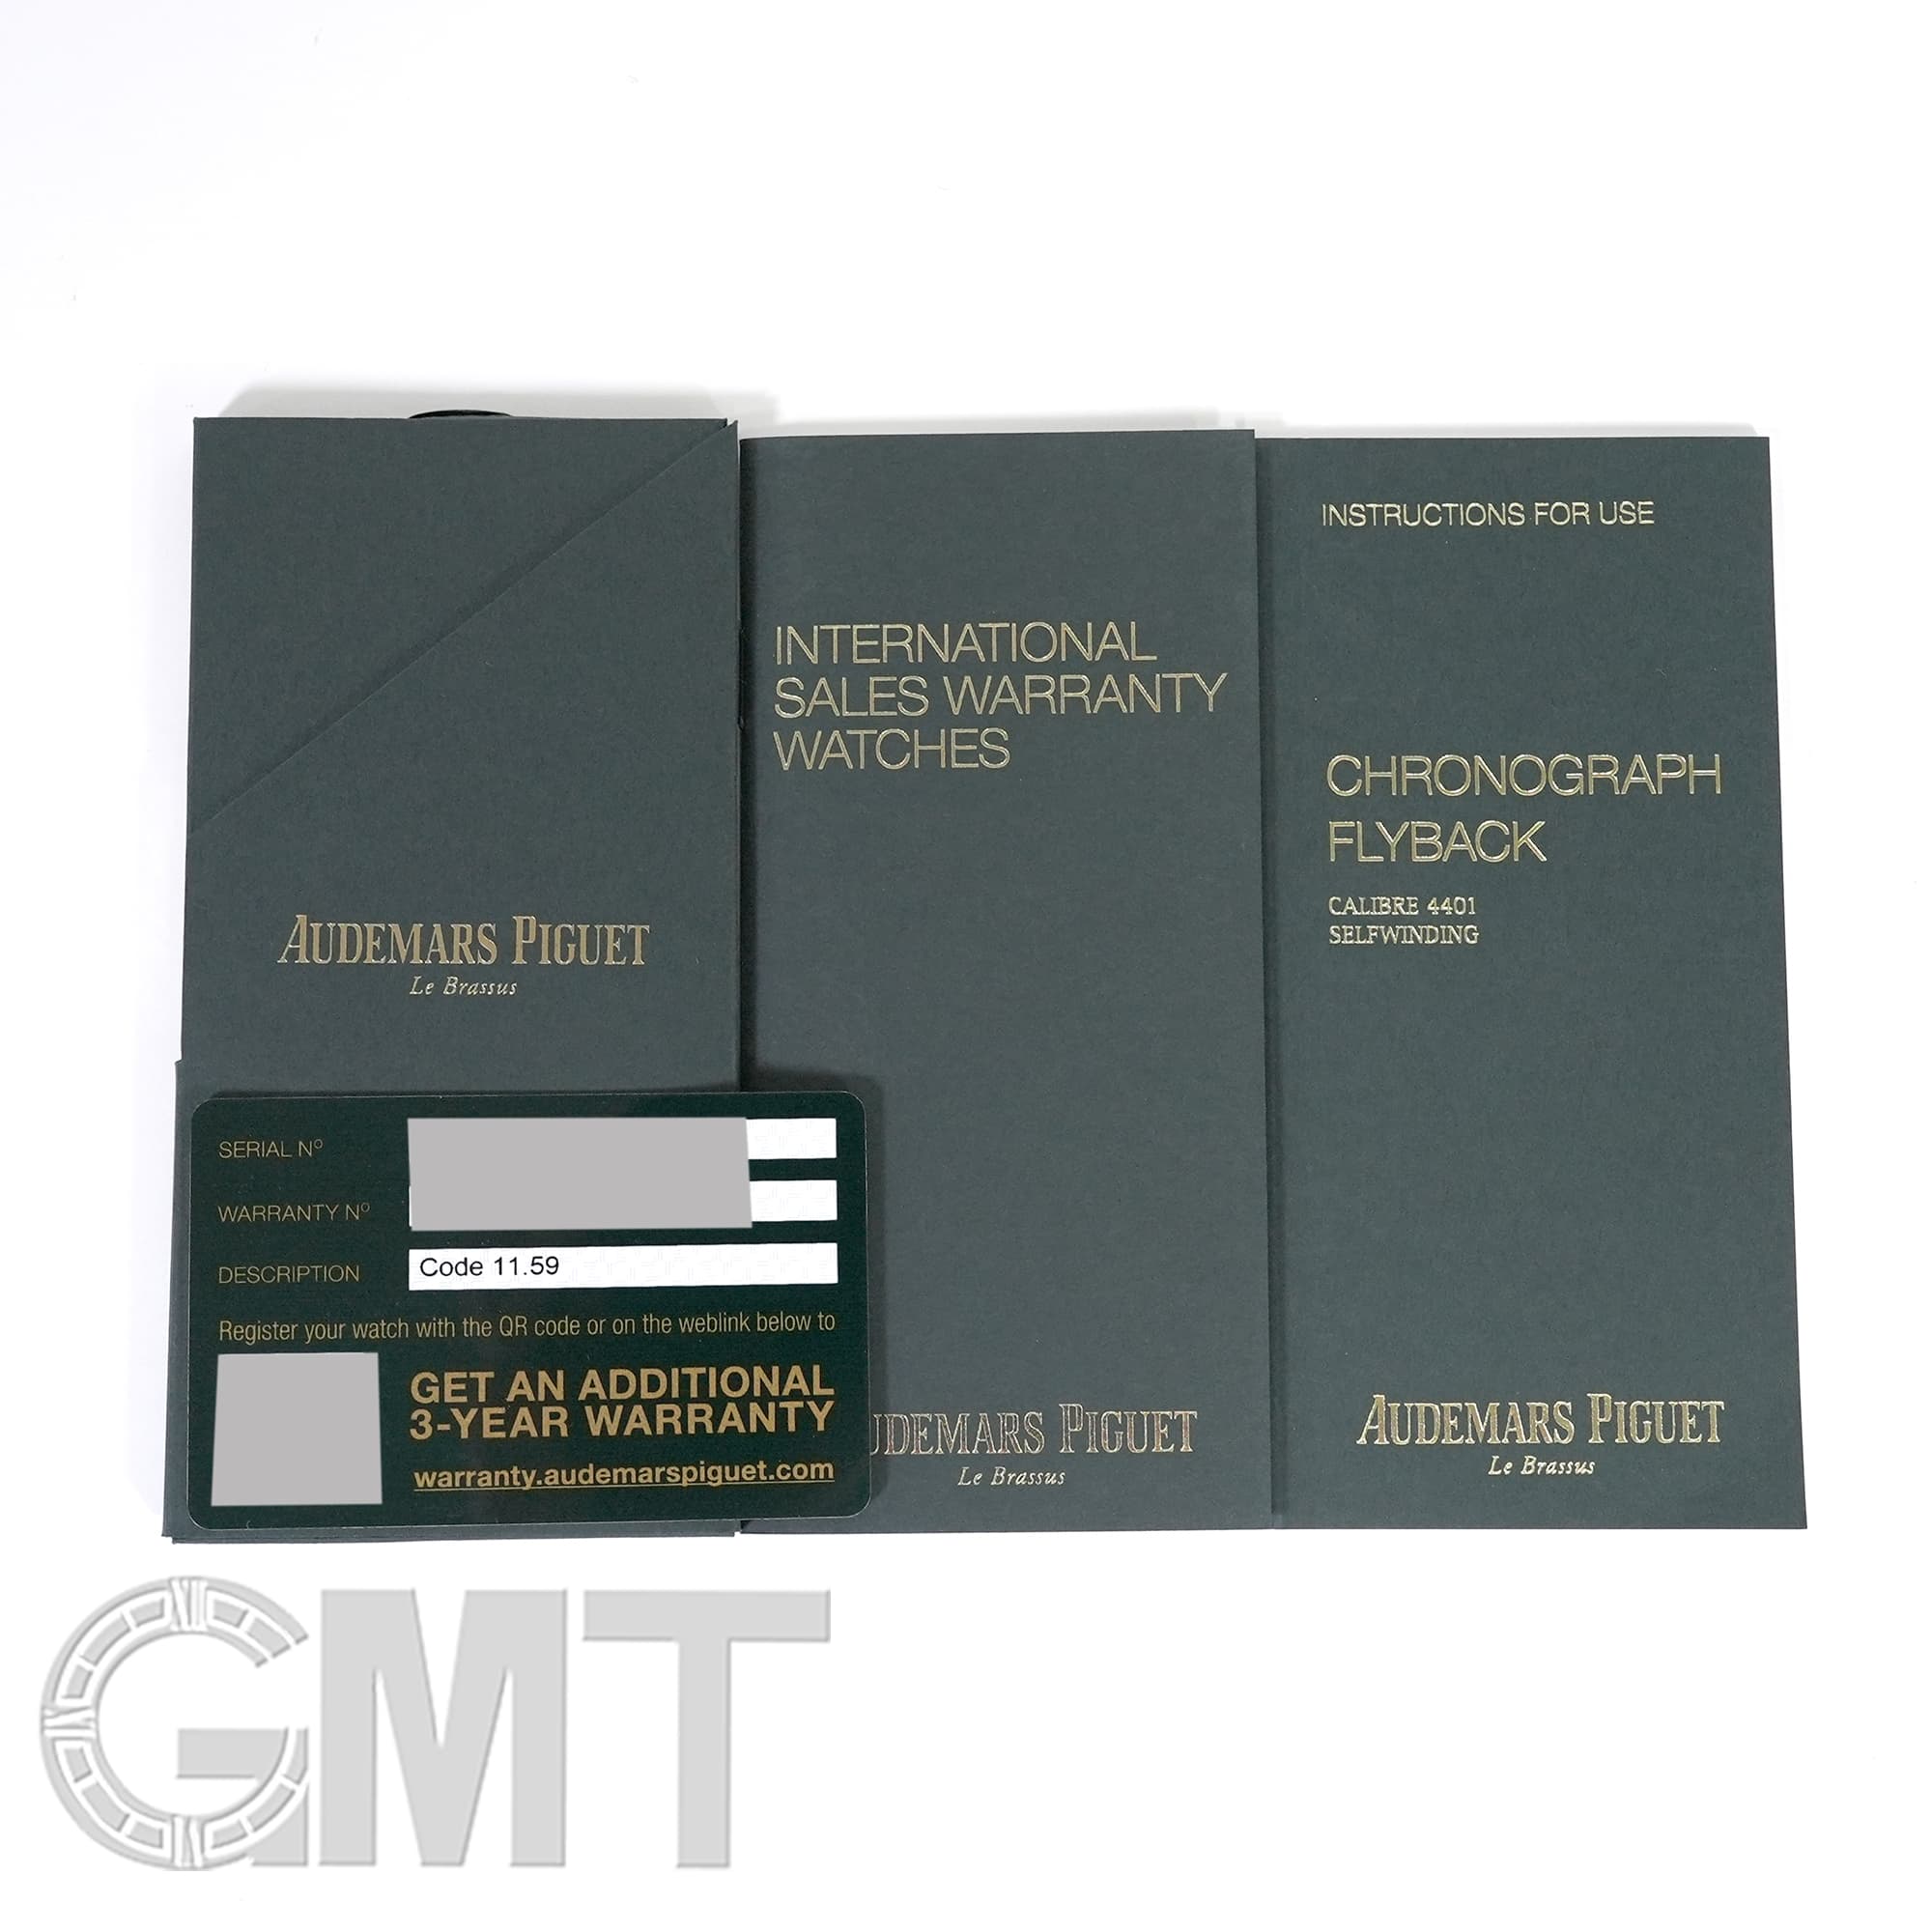 AUDEMARS PIGUET
Le Brassus
SERIAL Nº
WARRANTY Nº
DESCRIPTION
Code 11.59
Register your watch with the QR code or on the weblink below to
GET AN ADDITIONAL
3-YEAR WARRANTY
warranty.audemarspiguet.com
INTERNATIONAL
SALES WARRANTY
WATCHES
UDEMARS PIGUET
Le Brassus
INSTRUCTIONS FOR USE
CHRONOGRAPH
FLYBACK
CALIBRE 4401
SELFWINDING
AUDEMARS PIGUET
Le Brassus
GMT